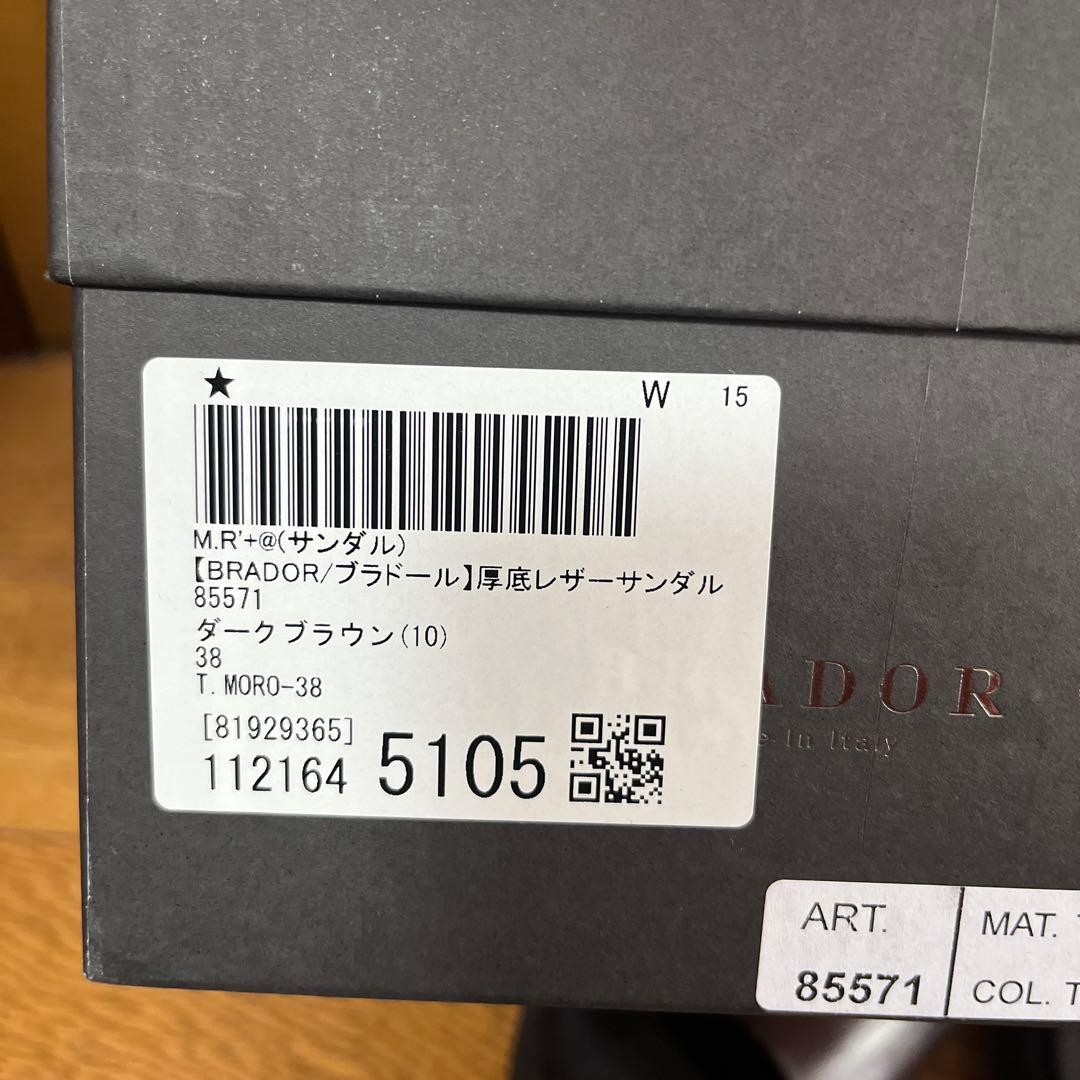 ★ W 15
M.R'+@(サンダル)
【BRADOR/ブラドール】厚底レザーサンダル
85571
ダークブラウン(10)
38
T.MORO-38
[81929365]
112164 5105
ADOR
In Italy
ART. MAT.
85571 COL. T